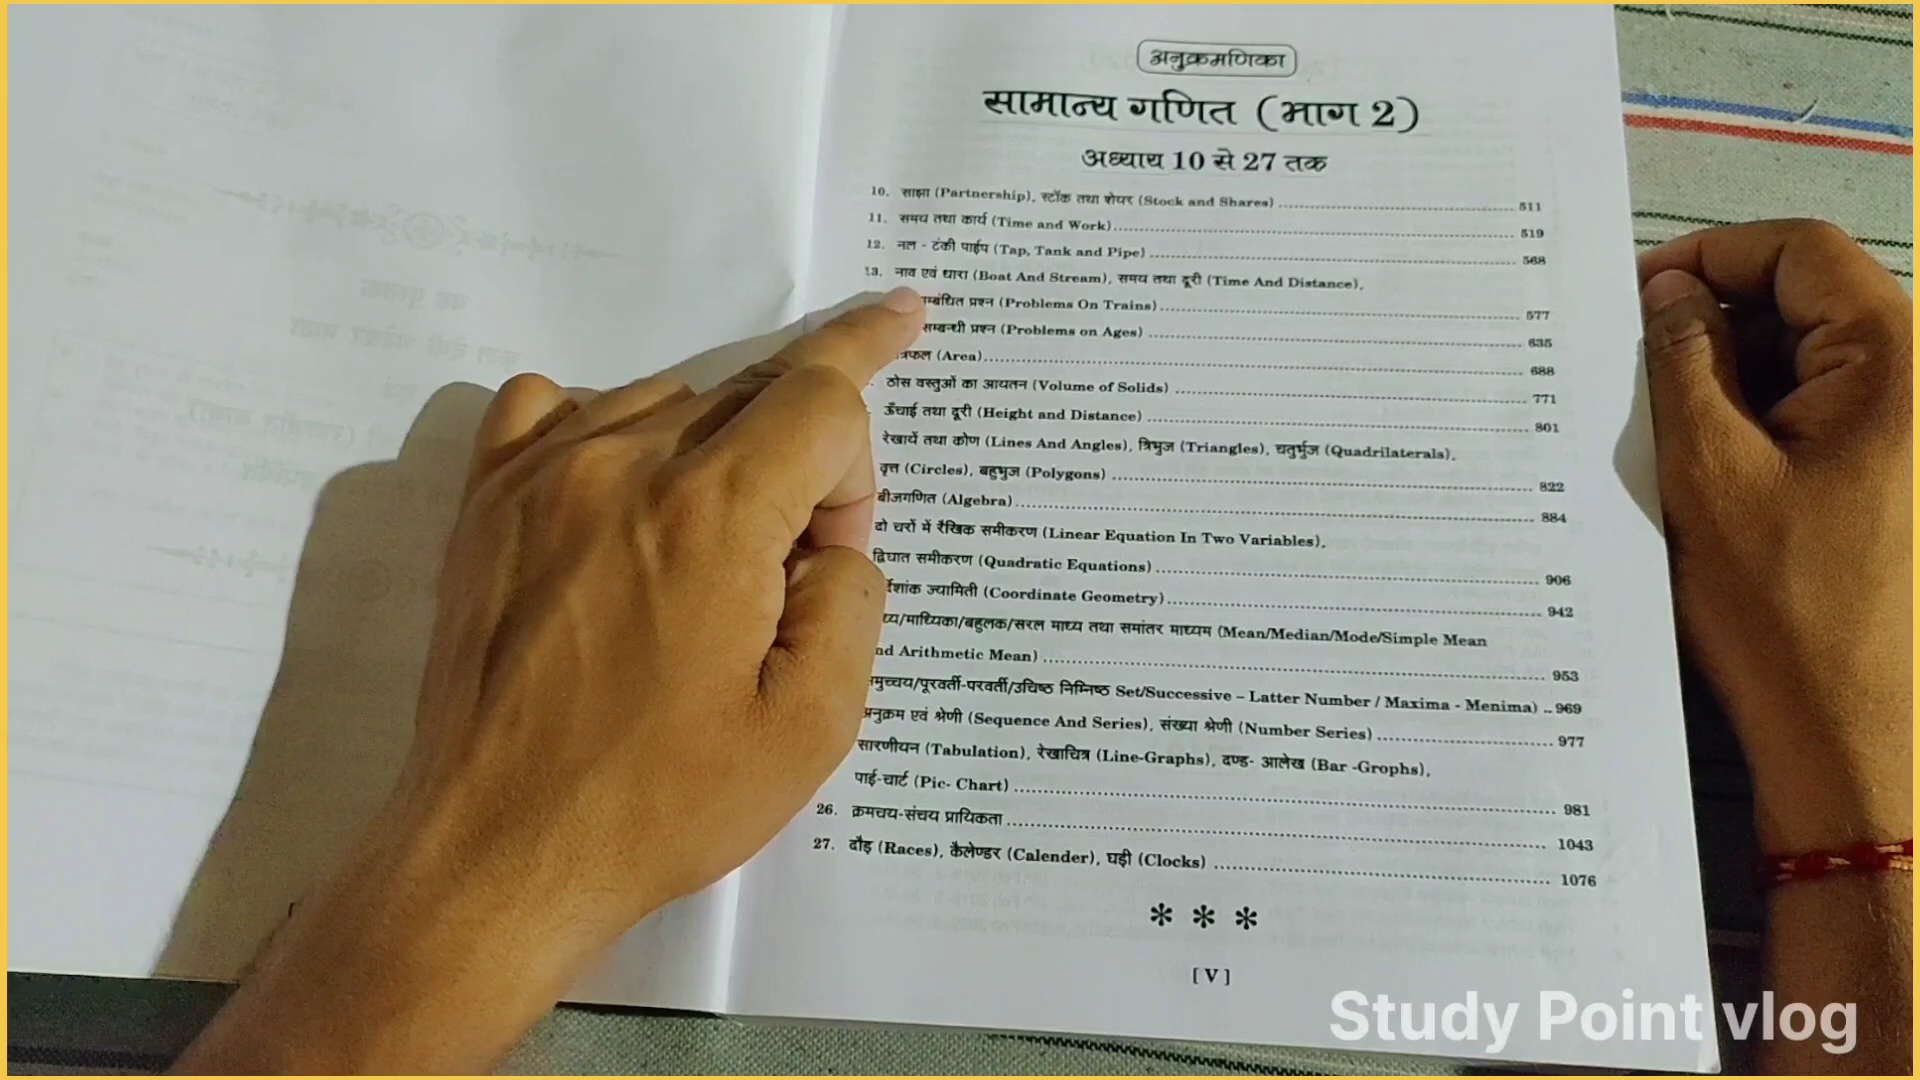 अनुक्रमणिका
सामान्य गणित (भाग 2)
अध्याय 10 से 27 तक
10. साझा (Partnership), स्टॉक तथा शेयर (Stock and Shares) 511
11. समय तथा कार्य (Time and Work) 519
12. नल - टंकी पाईप (Tap, Tank and Pipe) 568
13. नाव एवं धारा (Boat And Stream), समय तथा दूरी (Time And Distance),
प्रश्न (Problems On Trains) 577
सम्बन्धी प्रश्न (Problems on Ages) 635
(Area) 688
ठोस वस्तुओं का आयतन (Volume of Solids) 771
ऊँचाई तथा दूरी (Height and Distance) 801
रेखायें तथा कोण (Lines And Angles), त्रिभुज (Triangles), चतुर्भुज (Quadrilaterals),
वृत्त (Circles), बहुभुज (Polygons) 822
बीजगणित (Algebra) 884
दो चरों में रैखिक समीकरण (Linear Equation In Two Variables),
द्विघात समीकरण (Quadratic Equations) 906
ज्यामिती (Coordinate Geometry) 942
/माध्यिका/बहुलक/सरल माध्य तथा समांतर माध्यम (Mean/Median/Mode/Simple Mean
Arithmetic Mean) 953
/पूरवर्ती-परवर्ती/उचिष्ठ निम्निष्ठ Set/Successive – Latter Number / Maxima - Menima) 969
अनुक्रम एवं श्रेणी (Sequence And Series), संख्या श्रेणी (Number Series) 977
सारणीयन (Tabulation), रेखाचित्र (Line-Graphs), दण्ड- आलेख (Bar -Grophs),
पाई-चार्ट (Pic- Chart) 981
26. क्रमचय-संचय प्रायिकता 1043
27. दौड़ (Races), कैलेण्डर (Calender), घड़ी (Clocks) 1076
* * *
[ V ]
Study Point vlog